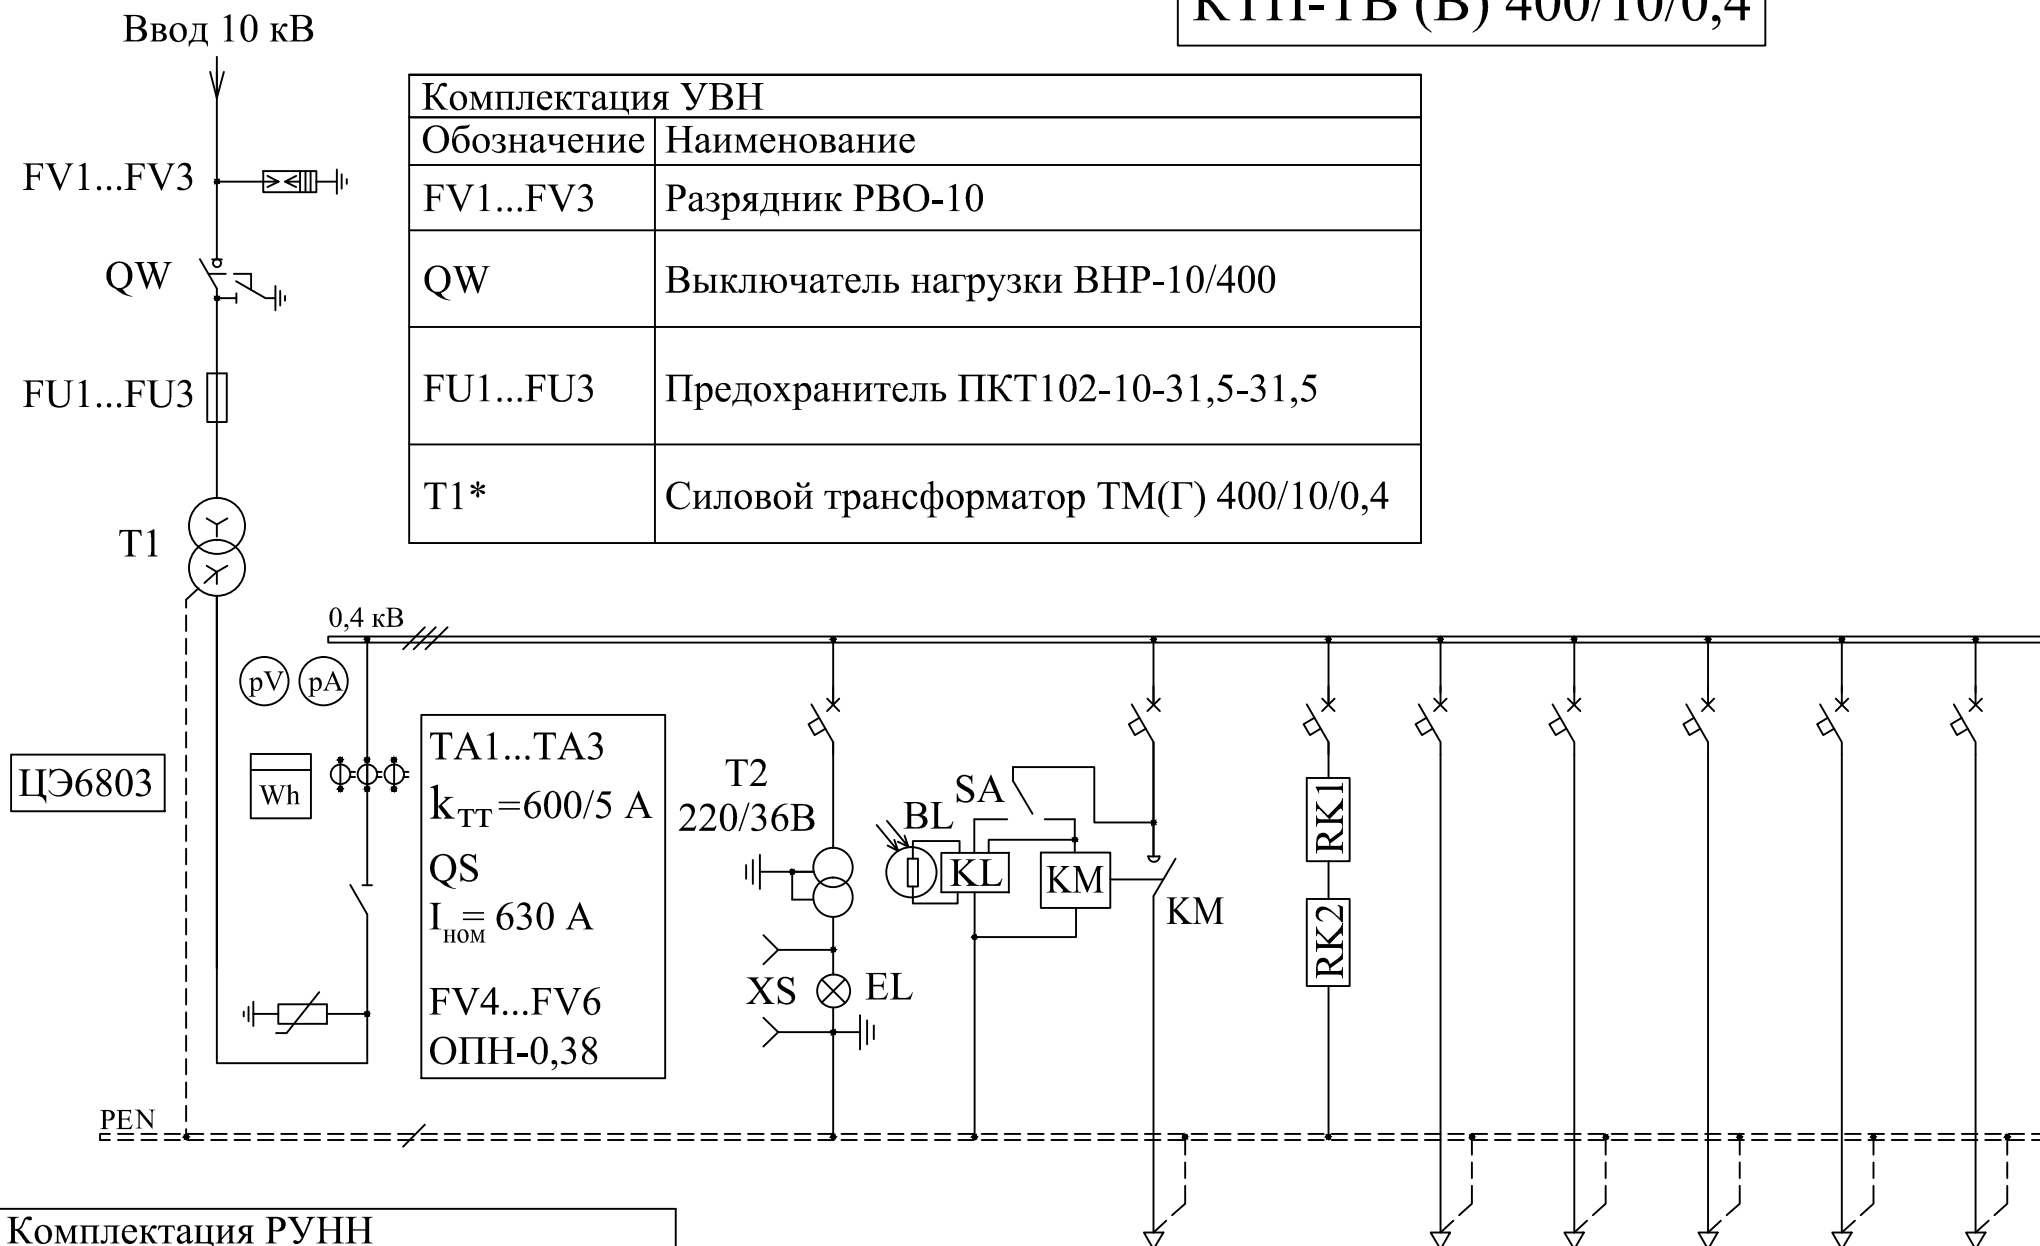 КТП-ТВ (В) 400/10/0,4
Ввод 10 кВ
Комплектация УВН
Обозначение Наименование
FV1...FV3 Разрядник РВО-10
QW Выключатель нагрузки ВНР-10/400
FU1...FU3 Предохранитель ПКТ102-10-31,5-31,5
T1* Силовой трансформатор ТМ(Г) 400/10/0,4
FV1...FV3
QW
FU1...FU3
T1
0,4 кВ
pV pA
ЦЭ6803
Wh
TA1...TA3
kТТ=600/5 А
QS
Iном= 630 А
FV4...FV6
ОПН-0,38
T2
220/36В
XS
EL
BL
SA
KL
KM
KM
RK1
RK2
PEN
Комплектация РУНН